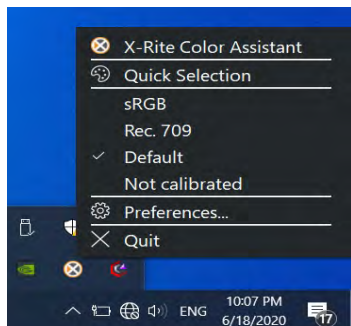 X-Rite Color Assistant
Quick Selection
sRGB
Rec. 709
Default
Not calibrated
Preferences...
Quit
ENG
10:07 PM
6/18/2020
17